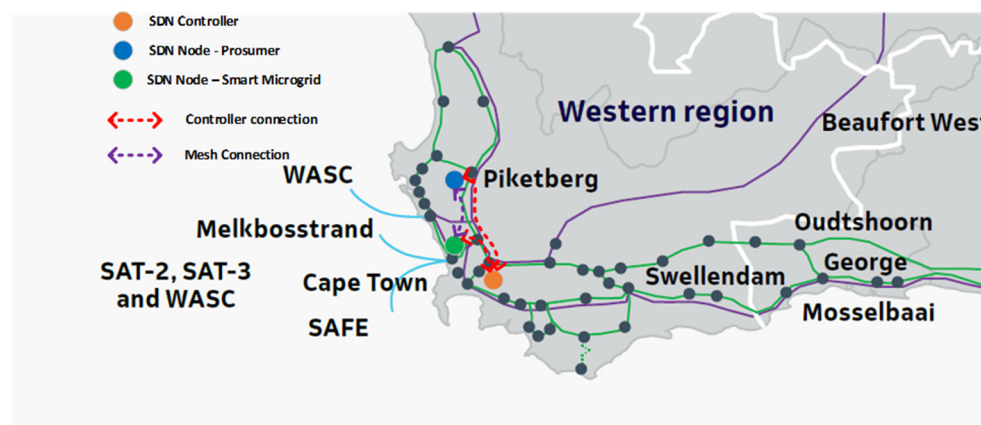 SDN Controller
SDN Node - Prosumer
SDN Node – Smart Microgrid
Controller connection
Mesh Connection
Western region
Beaufort Wes
WASC
Piketberg
Melkbosstrand
Oudtshoorn
SAT-2, SAT-3
and WASC
Cape Town
Swellendam
George
SAFE
Mosselbaai